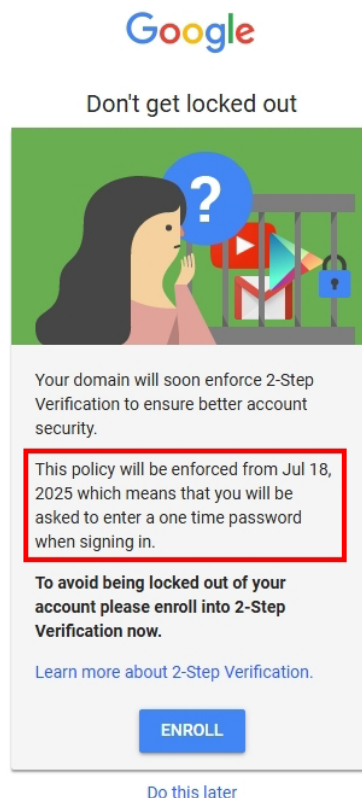 Google
Don't get locked out
?
Your domain will soon enforce 2-Step
Verification to ensure better account
security.
This policy will be enforced from Jul 18,
2025 which means that you will be
asked to enter a one time password
when signing in.
To avoid being locked out of your
account please enroll into 2-Step
Verification now.
Learn more about 2-Step Verification.
ENROLL
Do this later